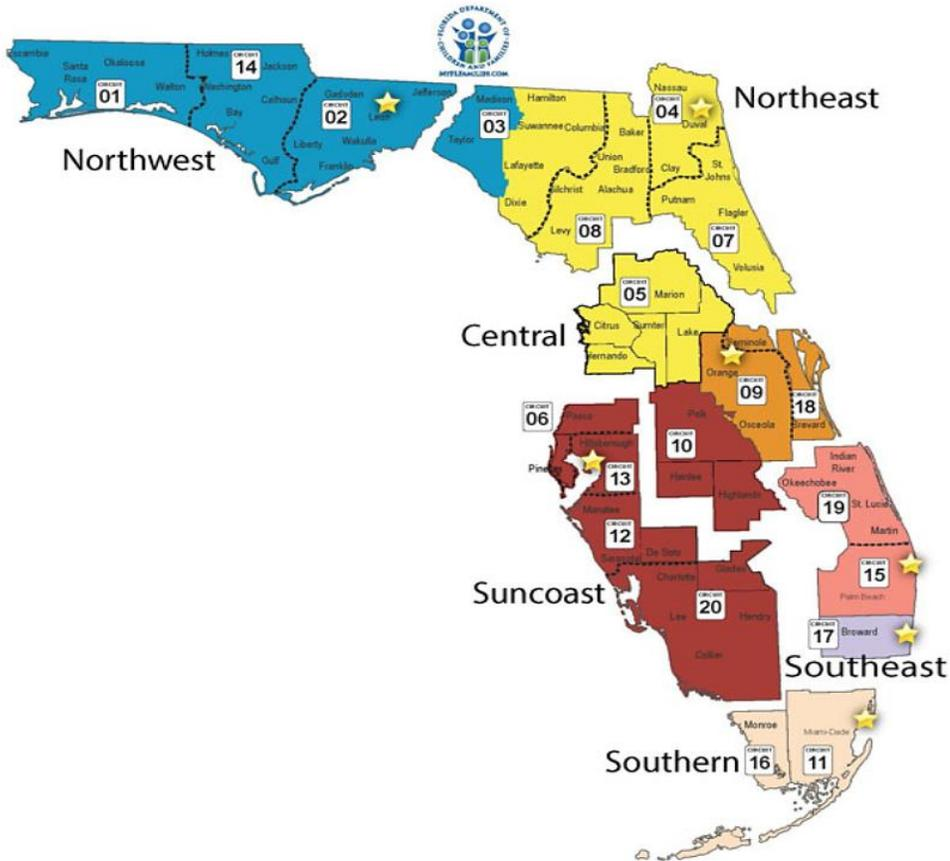 FLORIDA DEPARTMENT OF
CHILDREN AND FAMILIES
MYFLFAMILIES.COM
Northwest
Escambia
Santa
Rosa
Okaloosa
Walton
CIRCUIT
01
Holmes
CIRCUIT
14
Jackson
Washington
Bay
Calhoun
Gulf
Gadsden
CIRCUIT
02
Leon
Jefferson
Liberty
Wakulla
Franklin
Northeast
Madison
CIRCUIT
03
Taylor
Hamilton
Suwannee
Columbia
Lafayette
Dixie
Baker
Union
Bradford
Gilchrist
Alachua
Levy
CIRCUIT
08
Nassau
CIRCUIT
04
Duval
Clay
St.
Johns
Putnam
Flagler
CIRCUIT
07
Volusia
Central
CIRCUIT
05
Marion
Citrus
Sumter
Lake
Hernando
Seminole
Orange
CIRCUIT
09
Osceola
CIRCUIT
18
Brevard
Suncoast
CIRCUIT
06
Pasco
Pinellas
Hillsborough
CIRCUIT
13
Polk
CIRCUIT
10
Hardee
Highlands
Manatee
CIRCUIT
12
Sarasota
De Soto
Charlotte
Glades
CIRCUIT
20
Lee
Hendry
Collier
Southeast
Indian
River
Okeechobee
CIRCUIT
19
St. Lucie
Martin
CIRCUIT
15
Palm Beach
CIRCUIT
17
Broward
Southern
Monroe
CIRCUIT
16
Miami-Dade
CIRCUIT
11